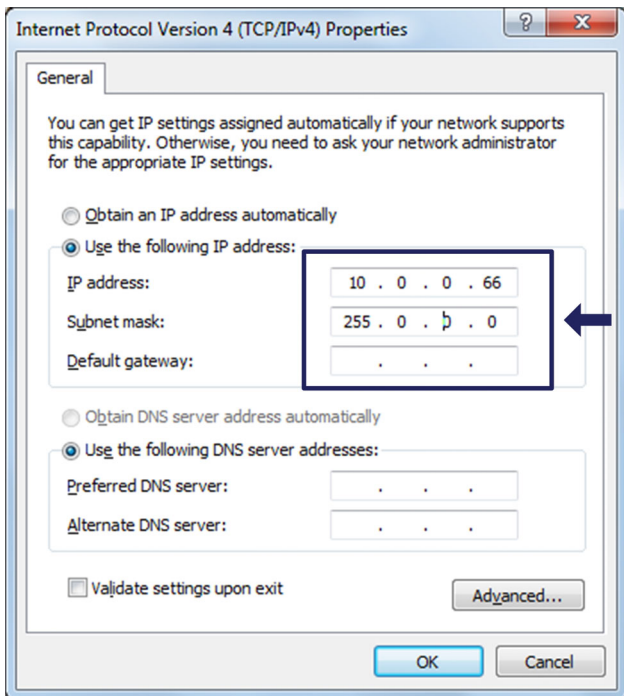 Internet Protocol Version 4 (TCP/IPv4) Properties
General
You can get IP settings assigned automatically if your network supports
this capability. Otherwise, you need to ask your network administrator
for the appropriate IP settings.
Obtain an IP address automatically
Use the following IP address:
IP address: 10 . 0 . 0 . 66
Subnet mask: 255 . 0 . 0 . 0
Default gateway: . . .
Obtain DNS server address automatically
Use the following DNS server addresses:
Preferred DNS server: . . .
Alternate DNS server: . . .
Validate settings upon exit
Advanced...
OK Cancel